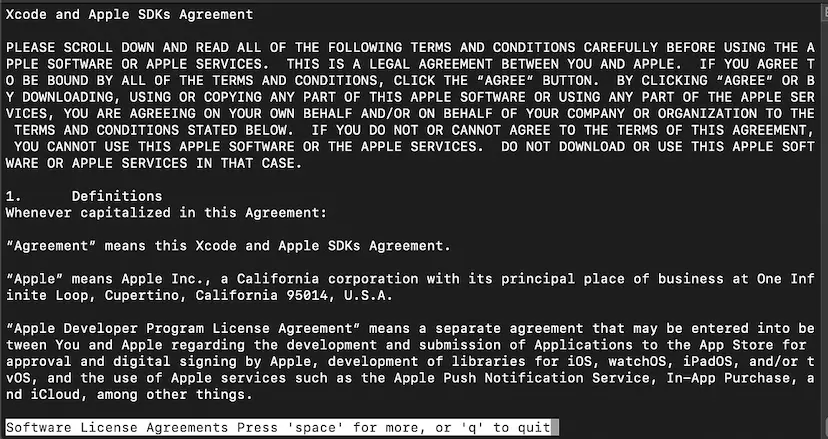 Xcode and Apple SDKs Agreement
PLEASE SCROLL DOWN AND READ ALL OF THE FOLLOWING TERMS AND CONDITIONS CAREFULLY BEFORE USING THE A
PPLE SOFTWARE OR APPLE SERVICES.  THIS IS A LEGAL AGREEMENT BETWEEN YOU AND APPLE.  IF YOU AGREE T
O BE BOUND BY ALL OF THE TERMS AND CONDITIONS, CLICK THE “AGREE” BUTTON.  BY CLICKING “AGREE” OR B
Y DOWNLOADING, USING OR COPYING ANY PART OF THIS APPLE SOFTWARE OR USING ANY PART OF THE APPLE SER
VICES, YOU ARE AGREEING ON YOUR OWN BEHALF AND/OR ON BEHALF OF YOUR COMPANY OR ORGANIZATION TO THE
 TERMS AND CONDITIONS STATED BELOW.  IF YOU DO NOT OR CANNOT AGREE TO THE TERMS OF THIS AGREEMENT,
 YOU CANNOT USE THIS APPLE SOFTWARE OR THE APPLE SERVICES.  DO NOT DOWNLOAD OR USE THIS APPLE SOFT
WARE OR APPLE SERVICES IN THAT CASE.
1.      Definitions
Whenever capitalized in this Agreement:
“Agreement” means this Xcode and Apple SDKs Agreement.
“Apple” means Apple Inc., a California corporation with its principal place of business at One Inf
inite Loop, Cupertino, California 95014, U.S.A.
“Apple Developer Program License Agreement” means a separate agreement that may be entered into be
tween You and Apple regarding the development and submission of Applications to the App Store for
approval and digital signing by Apple, development of libraries for iOS, watchOS, iPadOS, and/or t
vOS, and the use of Apple services such as the Apple Push Notification Service, In-App Purchase, a
nd iCloud, among other things.
Software License Agreements Press 'space' for more, or 'q' to quit